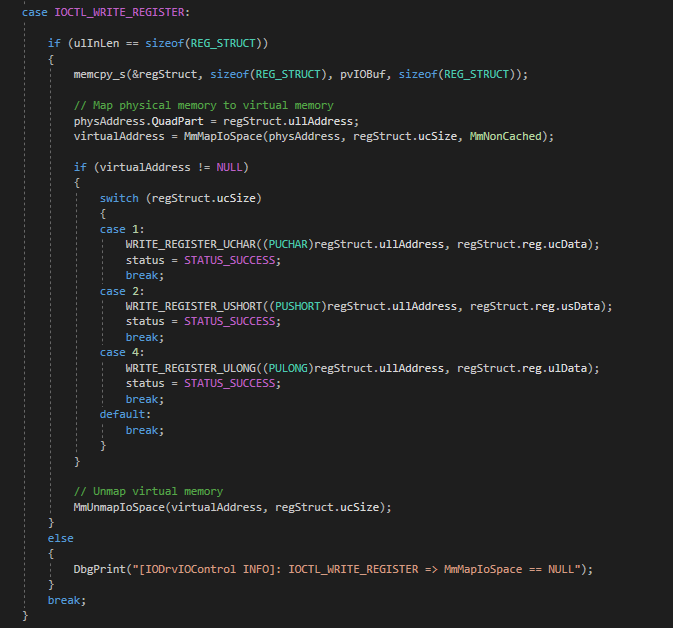 case IOCTL_WRITE_REGISTER:
if (ulInLen == sizeof(REG_STRUCT))
{
memcpy_s(&regStruct, sizeof(REG_STRUCT), pvIOBuf, sizeof(REG_STRUCT));
// Map physical memory to virtual memory
physAddress.QuadPart = regStruct.ullAddress;
virtualAddress = MmMapIoSpace(physAddress, regStruct.ucSize, MmNonCached);
if (virtualAddress != NULL)
{
switch (regStruct.ucSize)
{
case 1:
WRITE_REGISTER_UCHAR((PUCHAR)regStruct.ullAddress, regStruct.reg.ucData);
status = STATUS_SUCCESS;
break;
case 2:
WRITE_REGISTER_USHORT((PUSHORT)regStruct.ullAddress, regStruct.reg.usData);
status = STATUS_SUCCESS;
break;
case 4:
WRITE_REGISTER_ULONG((PULONG)regStruct.ullAddress, regStruct.reg.ulData);
status = STATUS_SUCCESS;
break;
default:
break;
}
}
// Unmap virtual memory
MmUnmapIoSpace(virtualAddress, regStruct.ucSize);
}
else
{
DbgPrint("[IODrvIOControl INFO]: IOCTL_WRITE_REGISTER => MmMapIoSpace == NULL");
}
break;
}